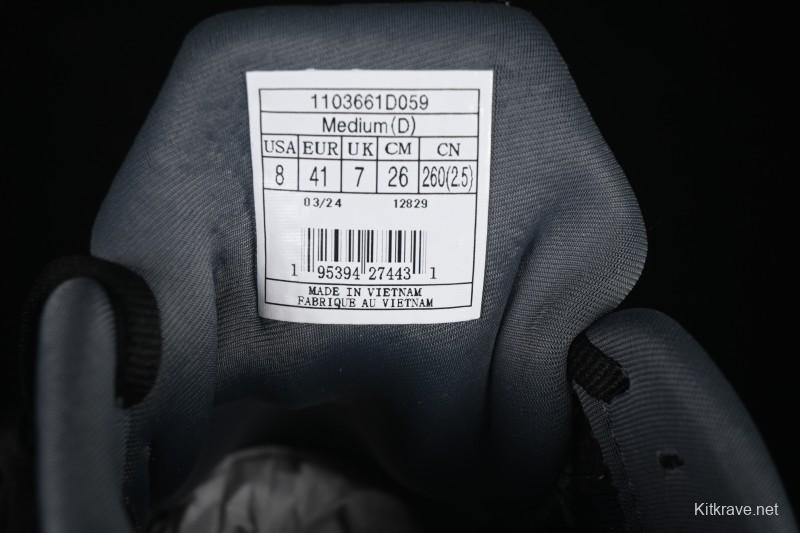 1103661D059
Medium(D)
USA EUR UK CM CN
8 41 7 26 260(2.5)
03/24 12829
1 95394 27443 1
MADE IN VIETNAM
FABRIQUE AU VIETNAM
Kitkrave.net